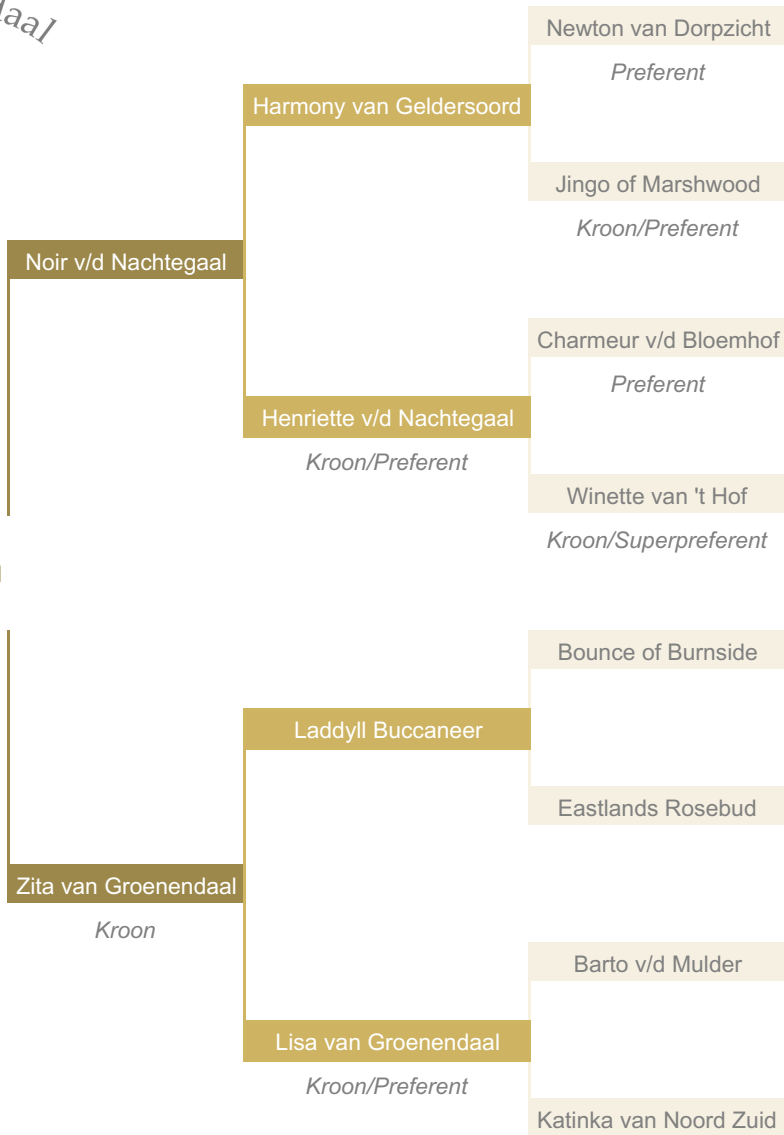 Newton van Dorpzicht
Preferent
Harmony van Geldersoord
Jingo of Marshwood
Kroon/Preferent
Noir v/d Nachtegaal
Charmeur v/d Bloemhof
Preferent
Henriette v/d Nachtegaal
Kroon/Preferent
Winette van 't Hof
Kroon/Superpreferent
Bounce of Burnside
Laddyll Buccaneer
Eastlands Rosebud
Zita van Groenendaal
Kroon
Barto v/d Mulder
Lisa van Groenendaal
Kroon/Preferent
Katinka van Noord Zuid